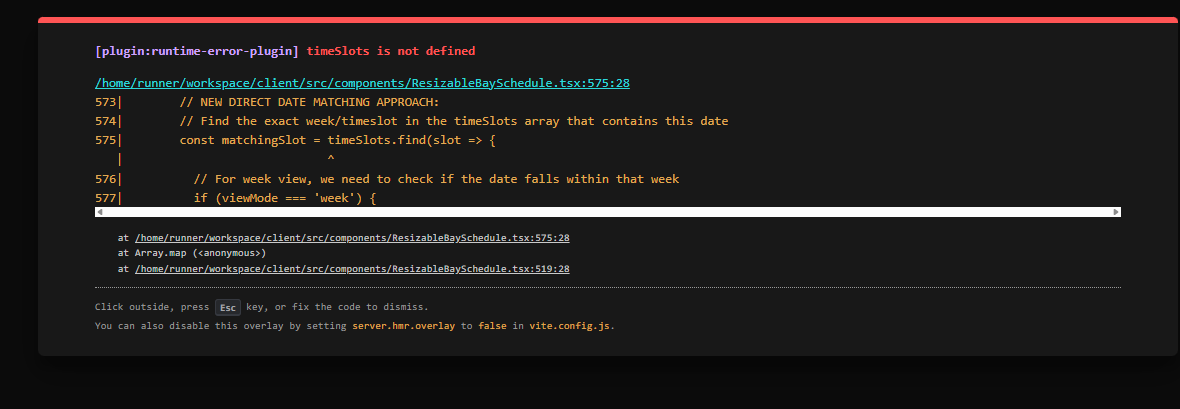 [plugin:runtime-error-plugin] timeSlots is not defined
/home/runner/workspace/client/src/components/ResizableBaySchedule.tsx:575:28
573|        // NEW DIRECT DATE MATCHING APPROACH:
574|        // Find the exact week/timeslot in the timeSlots array that contains this date
575|        const matchingSlot = timeSlots.find(slot => {
   |                             ^
576|          // For week view, we need to check if the date falls within that week
577|          if (viewMode === 'week') {
at /home/runner/workspace/client/src/components/ResizableBaySchedule.tsx:575:28
at Array.map (<anonymous>)
at /home/runner/workspace/client/src/components/ResizableBaySchedule.tsx:519:28
Click outside, press Esc key, or fix the code to dismiss.
You can also disable this overlay by setting server.hmr.overlay to false in vite.config.js.